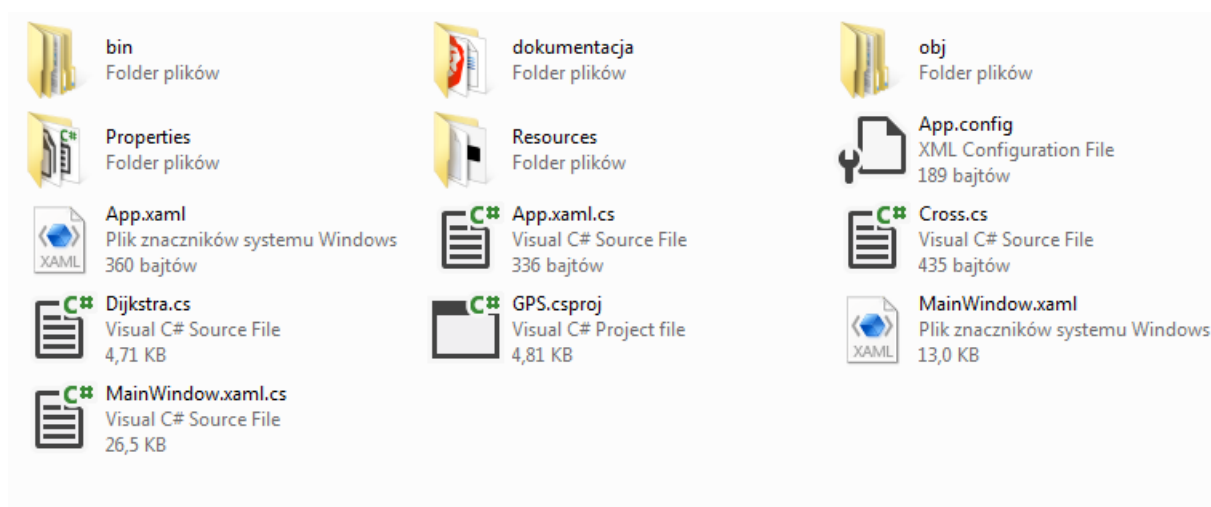 bin
Folder plików
dokumentacja
Folder plików
obj
Folder plików
Properties
Folder plików
Resources
Folder plików
App.config
XML Configuration File
189 bajtów
App.xaml
Plik znaczników systemu Windows
360 bajtów
App.xaml.cs
Visual C# Source File
336 bajtów
Cross.cs
Visual C# Source File
435 bajtów
Dijkstra.cs
Visual C# Source File
4,71 KB
GPS.csproj
Visual C# Project file
4,81 KB
MainWindow.xaml
Plik znaczników systemu Windows
13,0 KB
MainWindow.xaml.cs
Visual C# Source File
26,5 KB
C#
XAML
C#
C#
C#
C#
XAML
C#